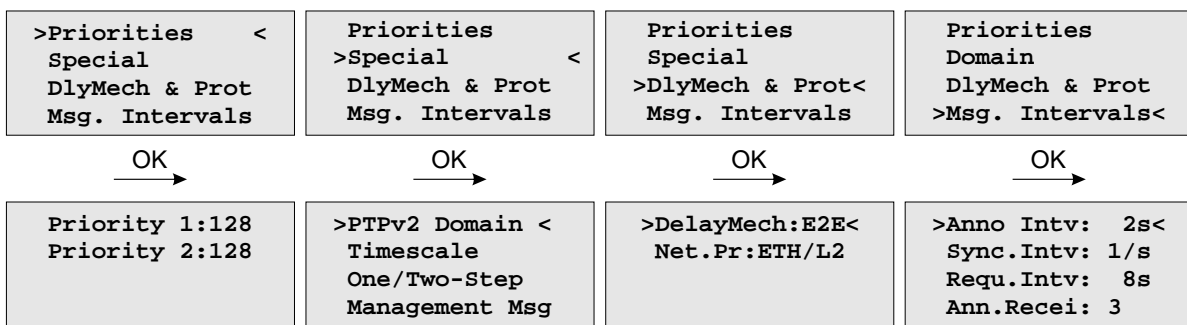 >Priorities <
Special
DlyMech & Prot
Msg. Intervals
OK
Priority 1:128
Priority 2:128
Priorities
>Special <
DlyMech & Prot
Msg. Intervals
OK
>PTPv2 Domain <
Timescale
One/Two-Step
Management Msg
Priorities
Special
>DlyMech & Prot<
Msg. Intervals
OK
>DelayMech:E2E<
Net.Pr:ETH/L2
Priorities
Domain
DlyMech & Prot
>Msg. Intervals<
OK
>Anno Intv: 2s<
Sync.Intv: 1/s
Requ.Intv: 8s
Ann.Recei: 3